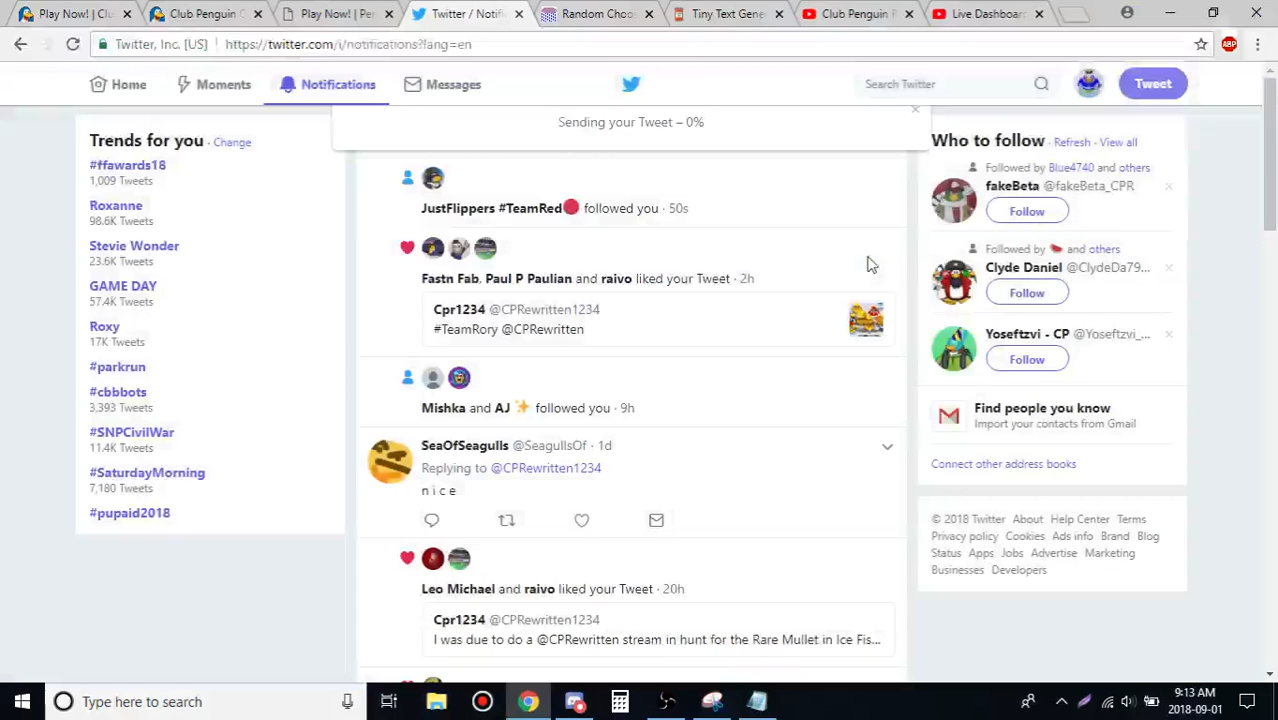 Play Now! | Clu
Club Penguin O
Play Now! | Pen
Twitter / Notifi
Random Choo
Tiny Text Gene
Club Penguin R
Live Dashboar
Twitter, Inc. [US] https://twitter.com/i/notifications?lang=en
ABP
Home
Moments
Notifications
Messages
Search Twitter
Tweet
Sending your Tweet – 0%
Trends for you · Change
#ffawards18
1,009 Tweets
Roxanne
98.6K Tweets
Stevie Wonder
23.6K Tweets
GAME DAY
57.4K Tweets
Roxy
17K Tweets
#parkrun
#cbbbots
3,393 Tweets
#SNPCivilWar
11.4K Tweets
#SaturdayMorning
7,180 Tweets
#pupaid2018
JustFlippers #TeamRed🔴 followed you · 50s
Fastn Fab, Paul P Paulian and raivo liked your Tweet · 2h
Cpr1234 @CPRewritten1234
#TeamRory @CPRewritten
Mishka and AJ ✨ followed you · 9h
SeaOfSeagulls @SeagullsOf · 1d
Replying to @CPRewritten1234
n i c e
Leo Michael and raivo liked your Tweet · 20h
Cpr1234 @CPRewritten1234
I was due to do a @CPRewritten stream in hunt for the Rare Mullet in Ice Fis...
Who to follow · Refresh · View all
Followed by Blue4740 and others
fakeBeta @fakeBeta_CPR
Follow
Followed by 🍉 and others
Clyde Daniel @ClydeDa79...
Follow
Yoseftzvi - CP @Yoseftzvi_...
Follow
Find people you know
Import your contacts from Gmail
Connect other address books
© 2018 Twitter About Help Center Terms
Privacy policy Cookies Ads info Brand Blog
Status Apps Jobs Advertise Marketing
Businesses Developers
Type here to search
9:13 AM
2018-09-01